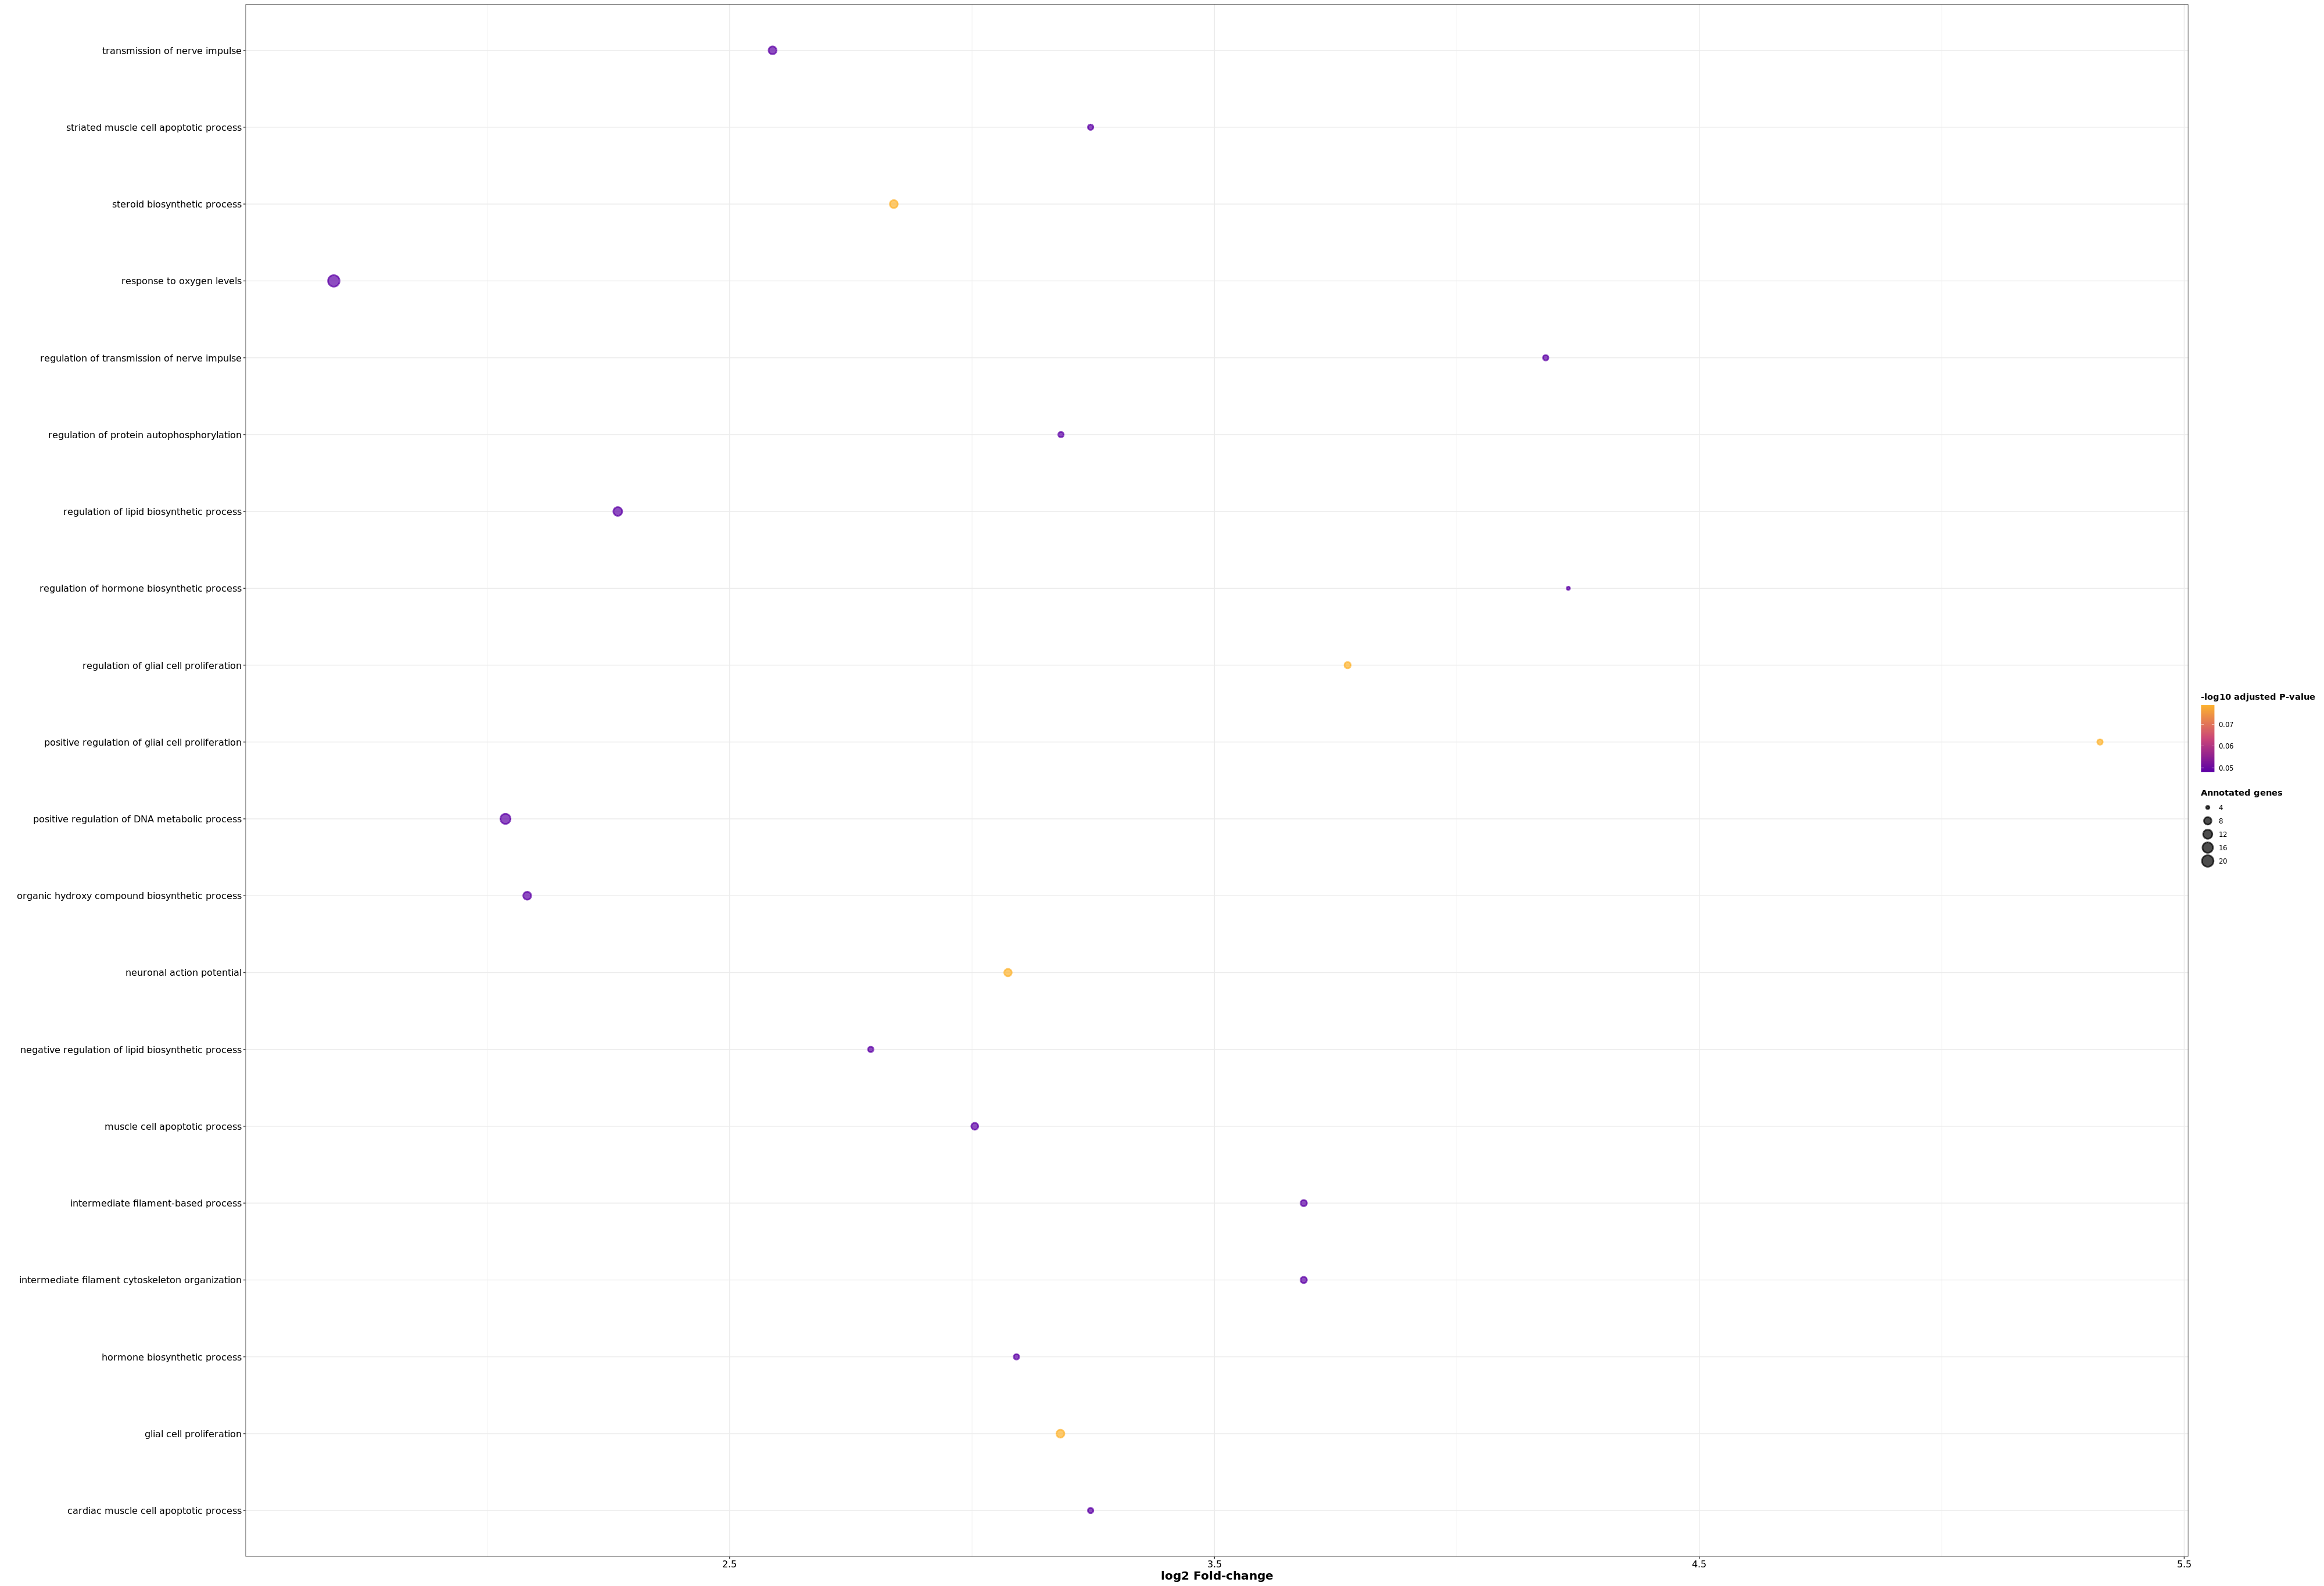 transmission of nerve impulse
striated muscle cell apoptotic process
steroid biosynthetic process
response to oxygen levels
regulation of transmission of nerve impulse
regulation of protein autophosphorylation
regulation of lipid biosynthetic process
regulation of hormone biosynthetic process
regulation of glial cell proliferation
positive regulation of glial cell proliferation
positive regulation of DNA metabolic process
organic hydroxy compound biosynthetic process
neuronal action potential
negative regulation of lipid biosynthetic process
muscle cell apoptotic process
intermediate filament-based process
intermediate filament cytoskeleton organization
hormone biosynthetic process
glial cell proliferation
cardiac muscle cell apoptotic process
2.5 3.5 4.5 5.5
log2 Fold-change
-log10 adjusted P-value
0.07
0.06
0.05
Annotated genes
4
8
12
16
20